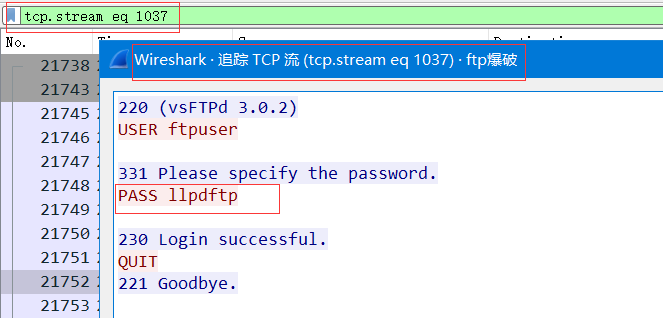 tcp.stream eq 1037
No.
21738
Wireshark · 追踪 TCP 流 (tcp.stream eq 1037) · ftp爆破
21743
21745
220 (vsFTPd 3.0.2)
21746
USER ftpuser
21747
331 Please specify the password.
21748
PASS llpdftp
21749
21750
230 Login successful.
21751
QUIT
21752
221 Goodbye.
21753